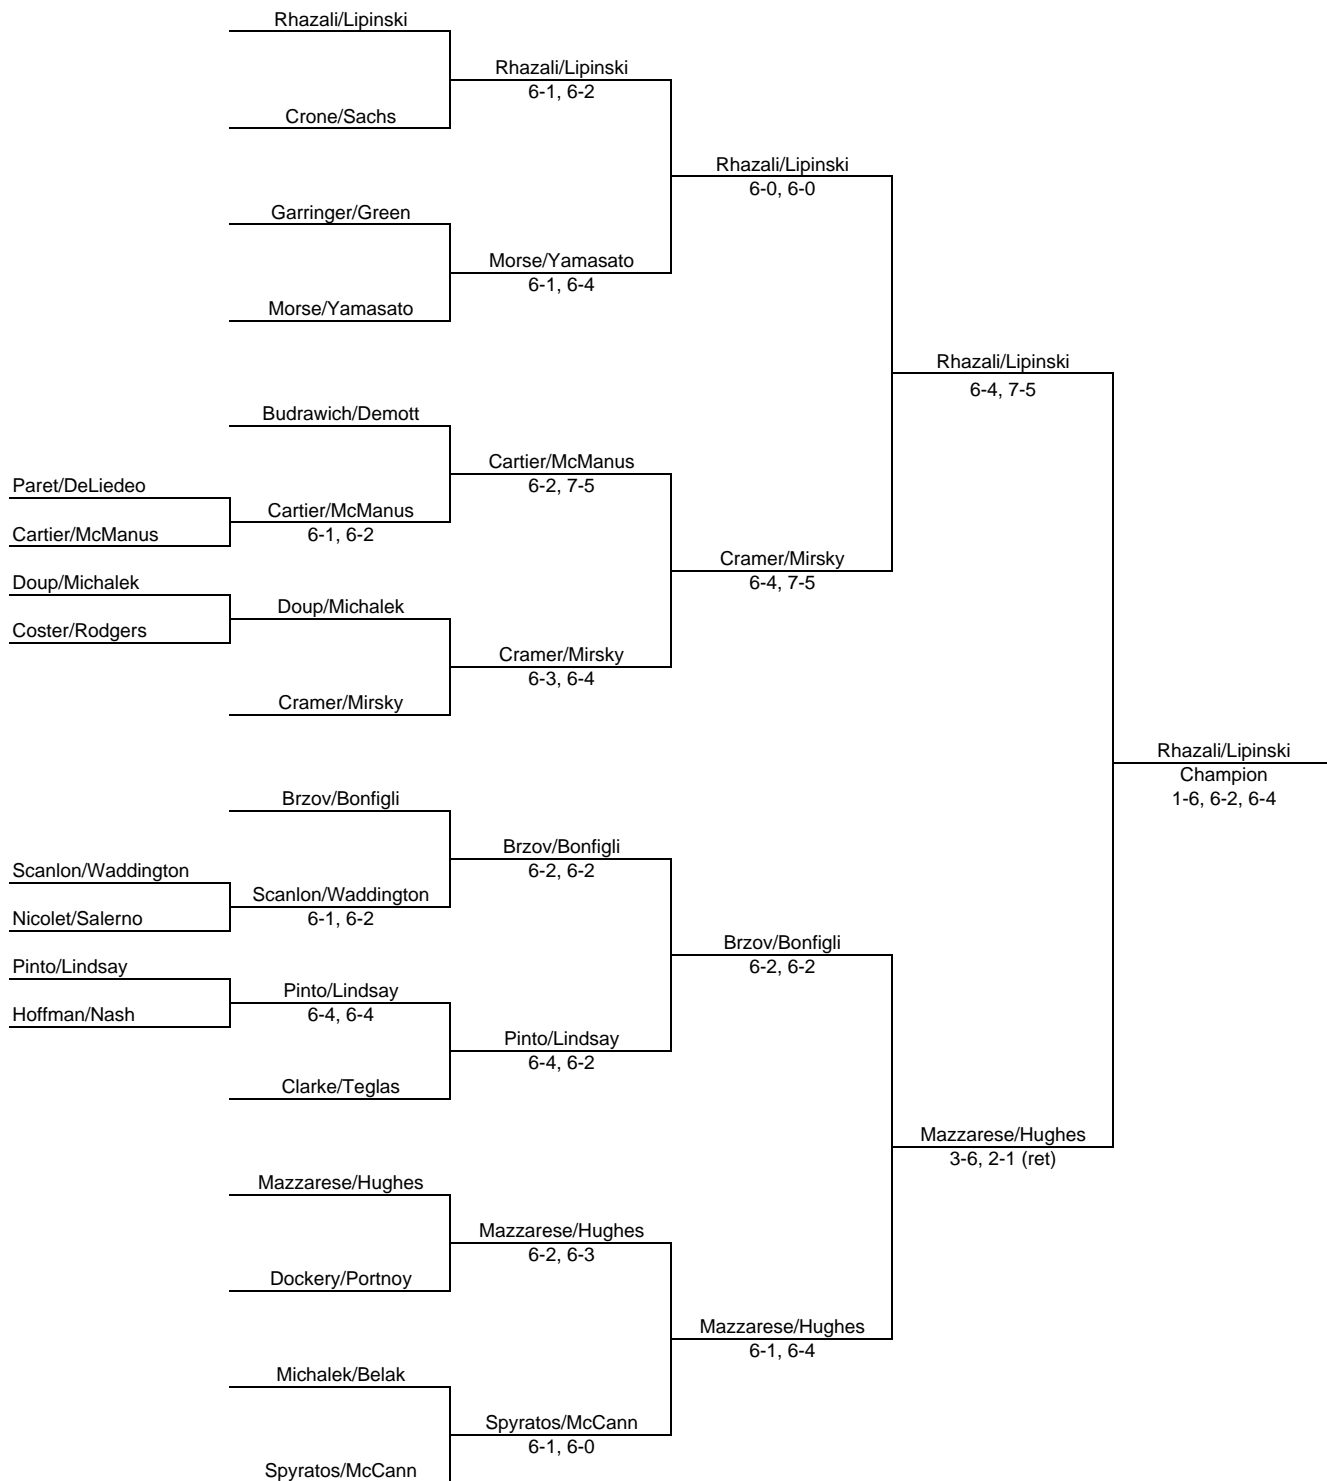 Rhazali/Lipinski
Rhazali/Lipinski
6-1, 6-2
Crone/Sachs
Rhazali/Lipinski
6-0, 6-0
Garringer/Green
Morse/Yamasato
6-1, 6-4
Morse/Yamasato
Rhazali/Lipinski
6-4, 7-5
Budrawich/Demott
Cartier/McManus
6-2, 7-5
Paret/DeLiedeo
Cartier/McManus
6-1, 6-2
Cartier/McManus
Cramer/Mirsky
6-4, 7-5
Doup/Michalek
Doup/Michalek
Coster/Rodgers
Cramer/Mirsky
6-3, 6-4
Cramer/Mirsky
Rhazali/Lipinski
Champion
1-6, 6-2, 6-4
Brzov/Bonfigli
Brzov/Bonfigli
6-2, 6-2
Scanlon/Waddington
Scanlon/Waddington
6-1, 6-2
Nicolet/Salerno
Brzov/Bonfigli
6-2, 6-2
Pinto/Lindsay
Pinto/Lindsay
6-4, 6-4
Hoffman/Nash
Pinto/Lindsay
6-4, 6-2
Clarke/Teglas
Mazzarese/Hughes
3-6, 2-1 (ret)
Mazzarese/Hughes
Mazzarese/Hughes
6-2, 6-3
Dockery/Portnoy
Mazzarese/Hughes
6-1, 6-4
Michalek/Belak
Spyratos/McCann
6-1, 6-0
Spyratos/McCann